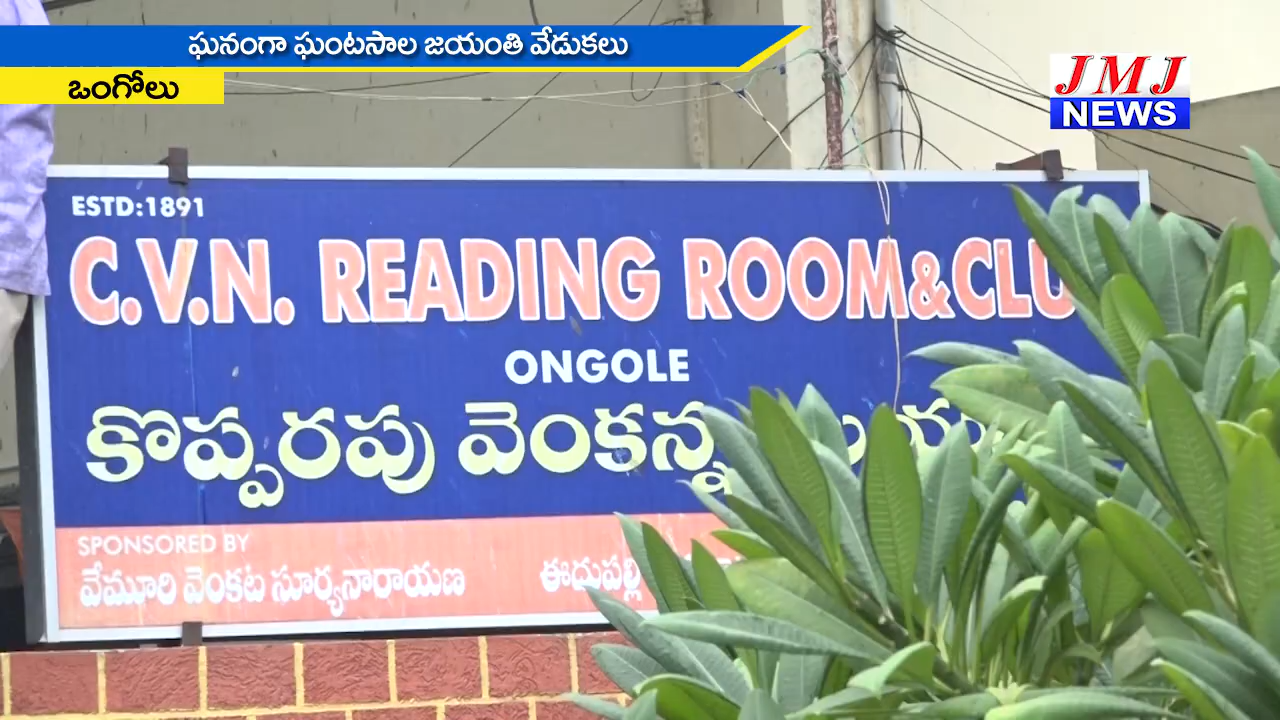 ఘనంగా ఘంటసాల జయంతి వేడుకలు
ఒంగోలు
JMJ
NEWS
ESTD:1891
C.V.N. READING ROOM&CLU
ONGOLE
కొప్పరపు వెంకన్న
SPONSORED BY
వేమూరి వెంకట సూర్యనారాయణ ఈదుపల్లి